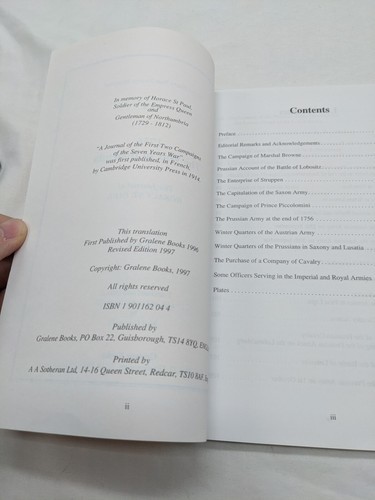 In memory of Horace St Paul,
Soldier of the Empress Queen
and
Gentleman of Northumbria
(1729 - 1812)
"A Journal of the First Two Campaigns
of the Seven Years War"
was first published, in French,
by Cambridge University Press in 1914.
This translation
First Published by Gralene Books 1996
Revised Edition 1997
Copyright: Gralene Books, 1997
All rights reserved
ISBN 1 901162 04 4
Published by
Gralene Books, PO Box 22, Guisborough, TS14 8YQ,
Printed by
A A Sotheran Ltd, 14-16 Queen Street, Redcar, TS10
ii
Contents
Preface
Editorial Remarks and Acknowledgements
The Campaign of Marshal Browne
Prussian Account of the Battle of Lobositz
The Enterprise of Struppen
The Capitulation of the Saxon Army
The Campaign of Prince Piccolomini
The Prussian Army at the end of 1756
Winter Quarters of the Austrian Army
Winter Quarters of the Prussians in Saxony and Lusatia
The Purchase of a Company of Cavalry
Some Officers Serving in the Imperial and Royal Armies
Plates
iii